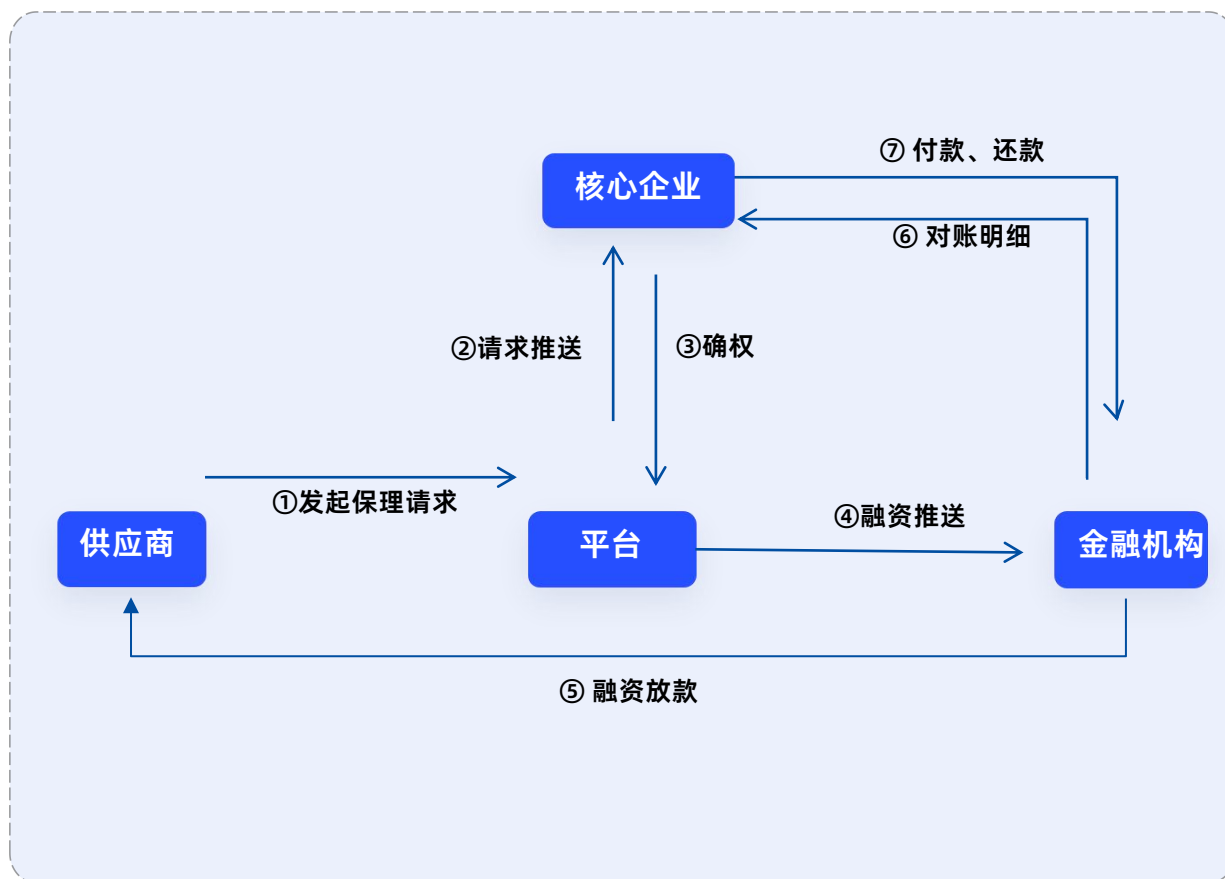 ⑦ 付款、还款
核心企业
⑥ 对账明细
②请求推送
③确权
①发起保理请求
④融资推送
供应商
平台
金融机构
⑤ 融资放款